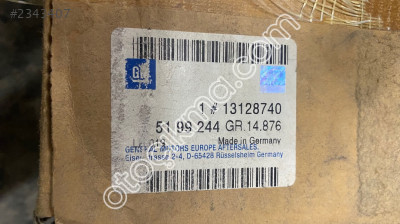 #2343407
GM
1 # 13128740
51 99 244 GR.14.876
Made in Germany
GENERAL MOTORS EUROPE AFTERSALES
D-65428 Rüsselsheim Germany
otocikma.com